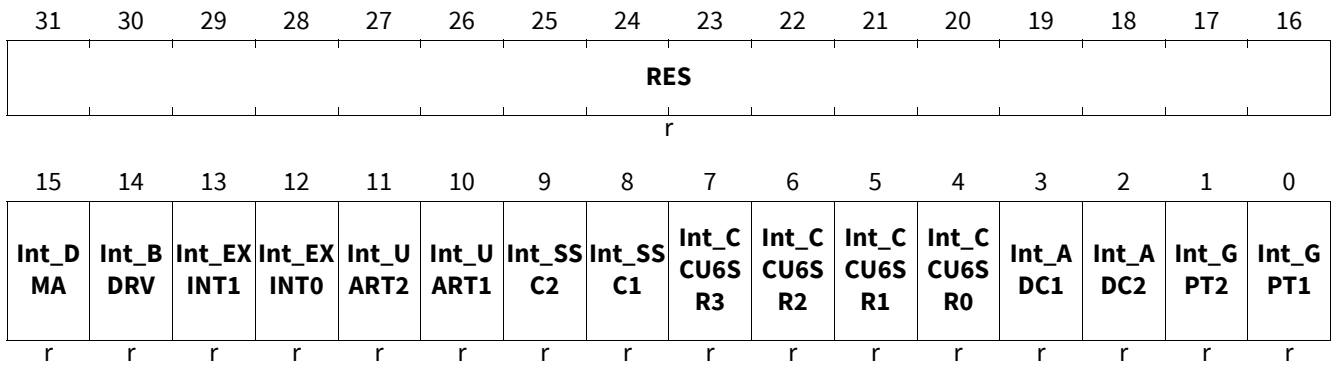 31 30 29 28 27 26 25 24 23 22 21 20 19 18 17 16
RES
r
15 14 13 12 11 10 9 8 7 6 5 4 3 2 1 0
Int_D MA Int_B DRV Int_EX INT1 Int_EX INT0 Int_U ART2 Int_U ART1 Int_SS C2 Int_SS C1 Int_C CU6S R3 Int_C CU6S R2 Int_C CU6S R1 Int_C CU6S R0 Int_A DC1 Int_A DC2 Int_G PT2 Int_G PT1
r r r r r r r r r r r r r r r r